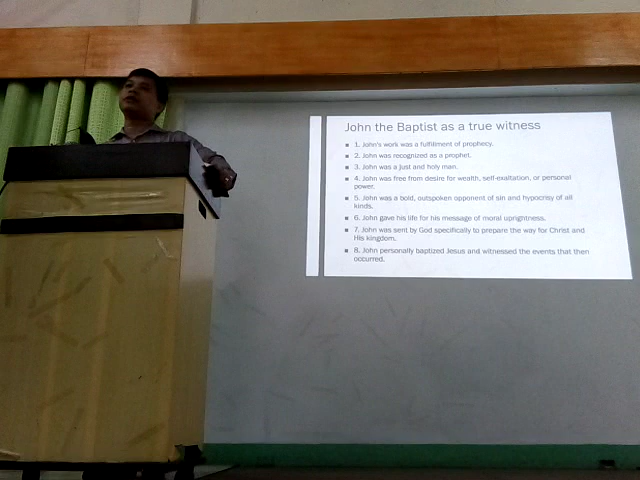 John the Baptist as a true witness
1. John's work was a fulfillment of prophecy.
2. John was recognized as a prophet.
3. John was a just and holy man.
4. John was free from desire for wealth, self-exaltation, or personal
power.
5. John was a bold, outspoken opponent of sin and hypocrisy of all
kinds.
6. John gave his life for his message of moral uprightness.
7. John was sent by God specifically to prepare the way for Christ and
His kingdom.
8. John personally baptized Jesus and witnessed the events that then
occurred.